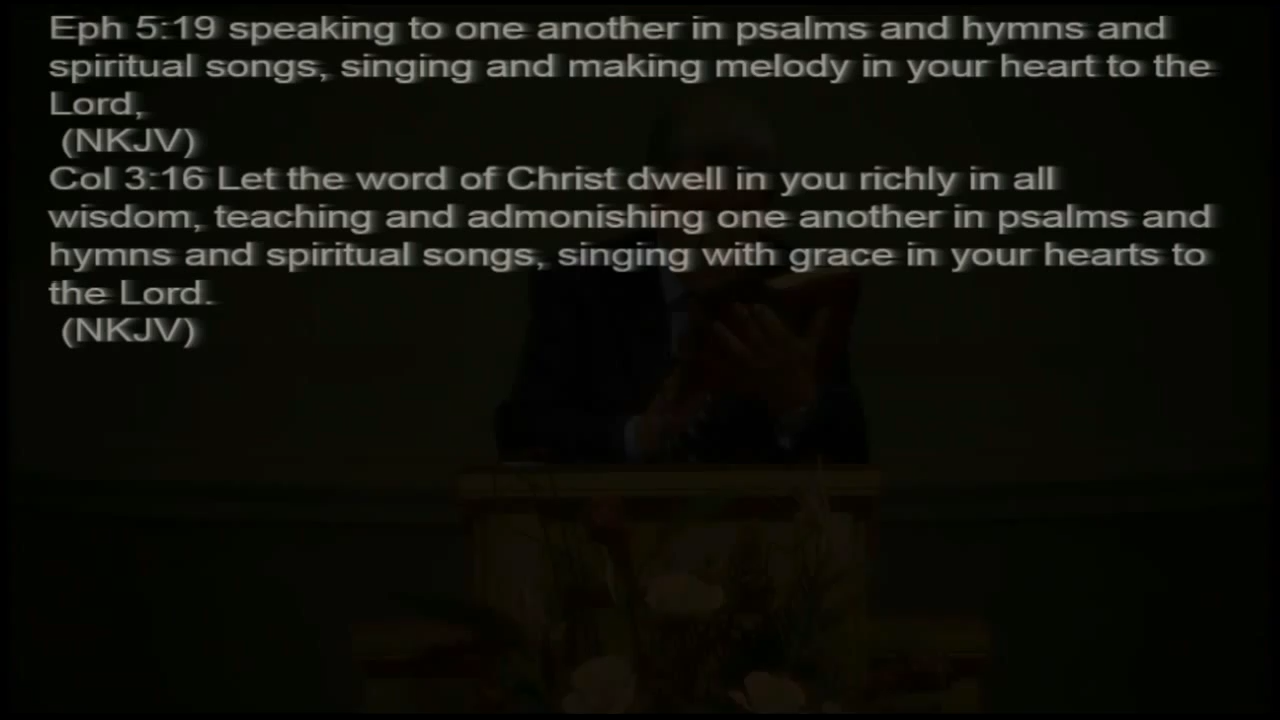 Eph 5:19 speaking to one another in psalms and hymns and
spiritual songs, singing and making melody in your heart to the
Lord,
(NKJV)
Col 3:16 Let the word of Christ dwell in you richly in all
wisdom, teaching and admonishing one another in psalms and
hymns and spiritual songs, singing with grace in your hearts to
the Lord.
(NKJV)